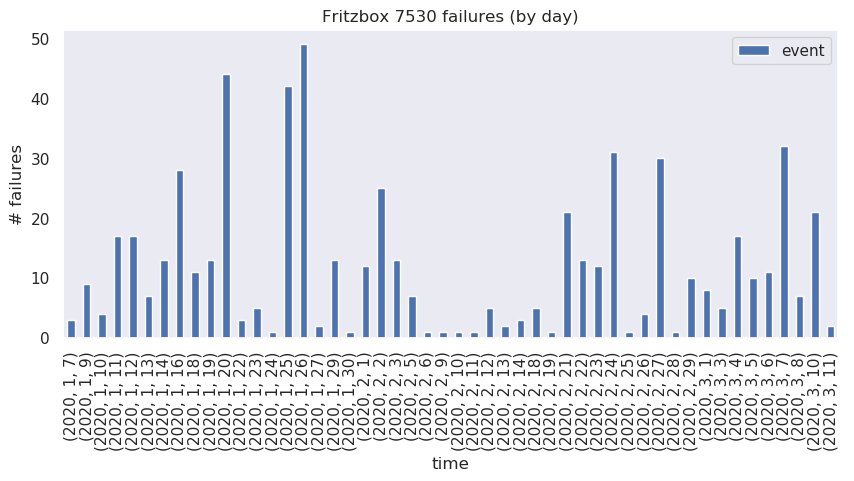 Fritzbox 7530 failures (by day)
event
# failures
50
40
30
20
10
0
(2020, 1, 7)
(2020, 1, 9)
(2020, 1, 10)
(2020, 1, 11)
(2020, 1, 12)
(2020, 1, 13)
(2020, 1, 14)
(2020, 1, 16)
(2020, 1, 18)
(2020, 1, 19)
(2020, 1, 20)
(2020, 1, 22)
(2020, 1, 23)
(2020, 1, 24)
(2020, 1, 25)
(2020, 1, 26)
(2020, 1, 27)
(2020, 1, 29)
(2020, 1, 30)
(2020, 2, 1)
(2020, 2, 2)
(2020, 2, 3)
(2020, 2, 5)
(2020, 2, 6)
(2020, 2, 9)
(2020, 2, 10)
(2020, 2, 11)
(2020, 2, 12)
(2020, 2, 13)
(2020, 2, 14)
(2020, 2, 18)
(2020, 2, 19)
(2020, 2, 21)
(2020, 2, 22)
(2020, 2, 23)
(2020, 2, 24)
(2020, 2, 25)
(2020, 2, 26)
(2020, 2, 27)
(2020, 2, 28)
(2020, 2, 29)
(2020, 3, 1)
(2020, 3, 3)
(2020, 3, 4)
(2020, 3, 5)
(2020, 3, 6)
(2020, 3, 7)
(2020, 3, 8)
(2020, 3, 10)
(2020, 3, 11)
time